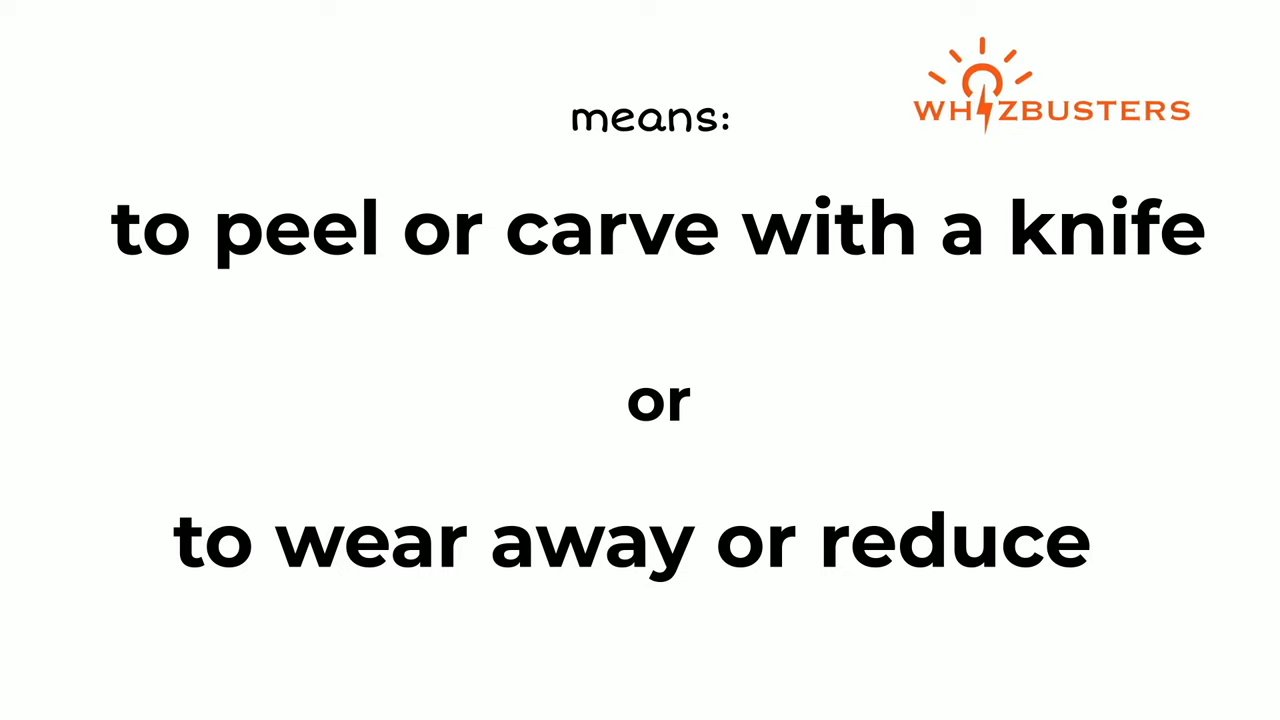 means:
WHIZBUSTERS
to peel or carve with a knife
or
to wear away or reduce